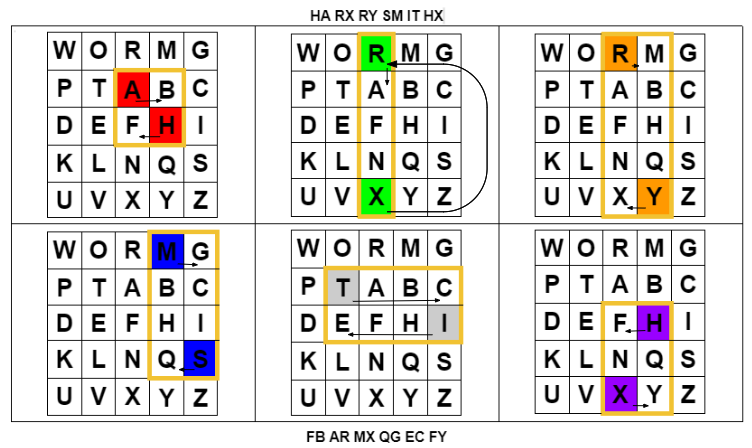 HA RX RY SM IT HX
W O R M G W O R M G W O R M G
P T A B C P T A B C P T A B C
D E F H I D E F H I D E F H I
K L N Q S K L N Q S K L N Q S
U V X Y Z U V X Y Z U V X Y Z
W O R M G W O R M G W O R M G
P T A B C P T A B C P T A B C
D E F H I D E F H I D E F H I
K L N Q S K L N Q S K L N Q S
U V X Y Z U V X Y Z U V X Y Z
FB AR MX QG EC FY